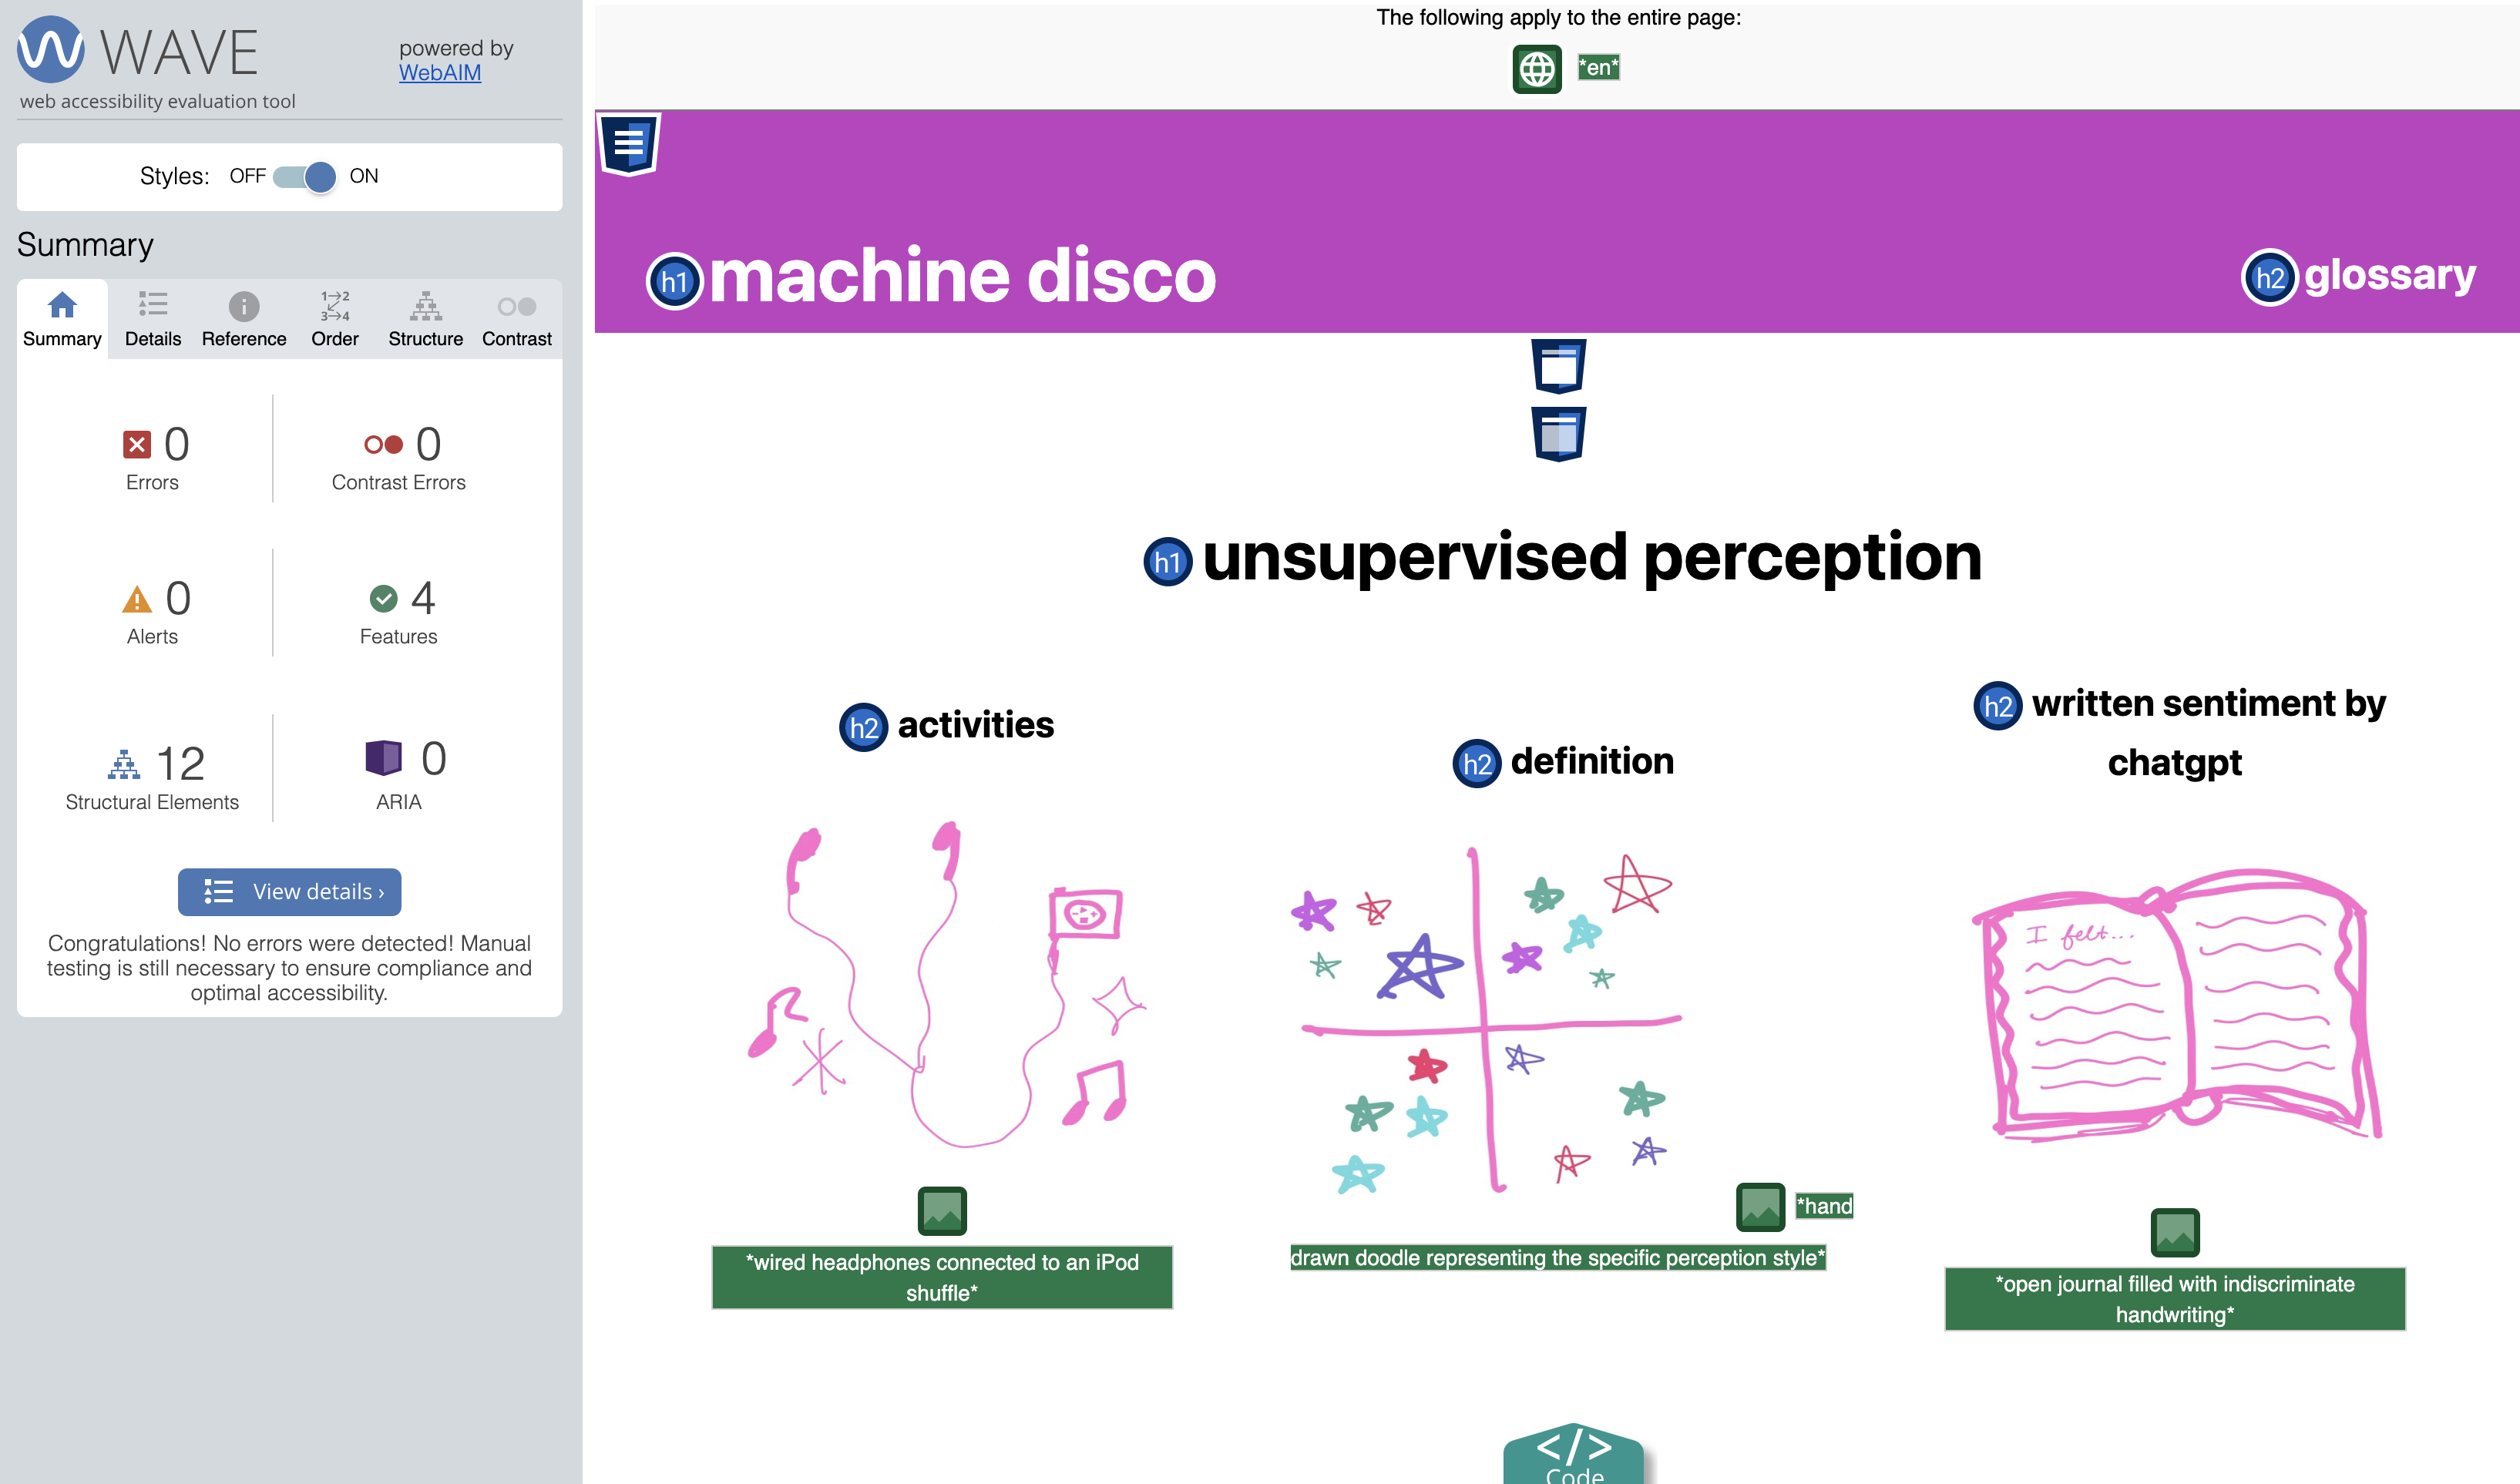 WAVE
powered by
WebAIM
web accessibility evaluation tool
Styles: OFF ON
Summary
Summary
Details
Reference
1→2
3→4
Order
Structure
Contrast
0
Errors
0
Contrast Errors
0
Alerts
4
Features
12
Structural Elements
0
ARIA
View details ›
Congratulations! No errors were detected! Manual
testing is still necessary to ensure compliance and
optimal accessibility.
The following apply to the entire page:
*en*
h1 machine disco
h2 glossary
h1 unsupervised perception
h2 activities
h2 definition
h2 written sentiment by
chatgpt
I felt...
*wired headphones connected to an iPod
shuffle*
*hand
drawn doodle representing the specific perception style*
*open journal filled with indiscriminate
handwriting*
</>
Code